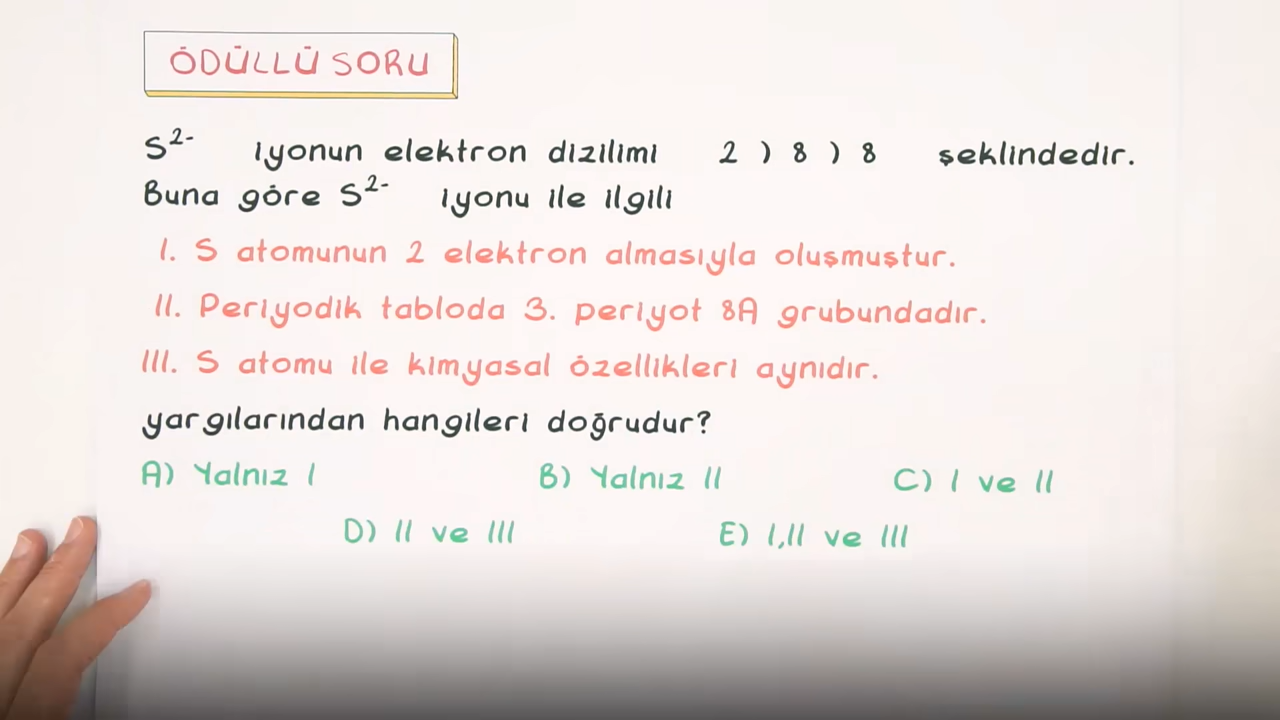 ÖDÜLLÜ SORU
S²⁻ iyonun elektron dizilimi 2 ) 8 ) 8 şeklindedir.
Buna göre S²⁻ iyonu ile ilgili
I. S atomunun 2 elektron almasıyla oluşmuştur.
II. Periyodik tabloda 3. periyot 8A grubundadır.
III. S atomu ile kimyasal özellikleri aynıdır.
yargılarından hangileri doğrudur?
A) Yalnız I B) Yalnız II C) I ve II
D) II ve III E) I,II ve III